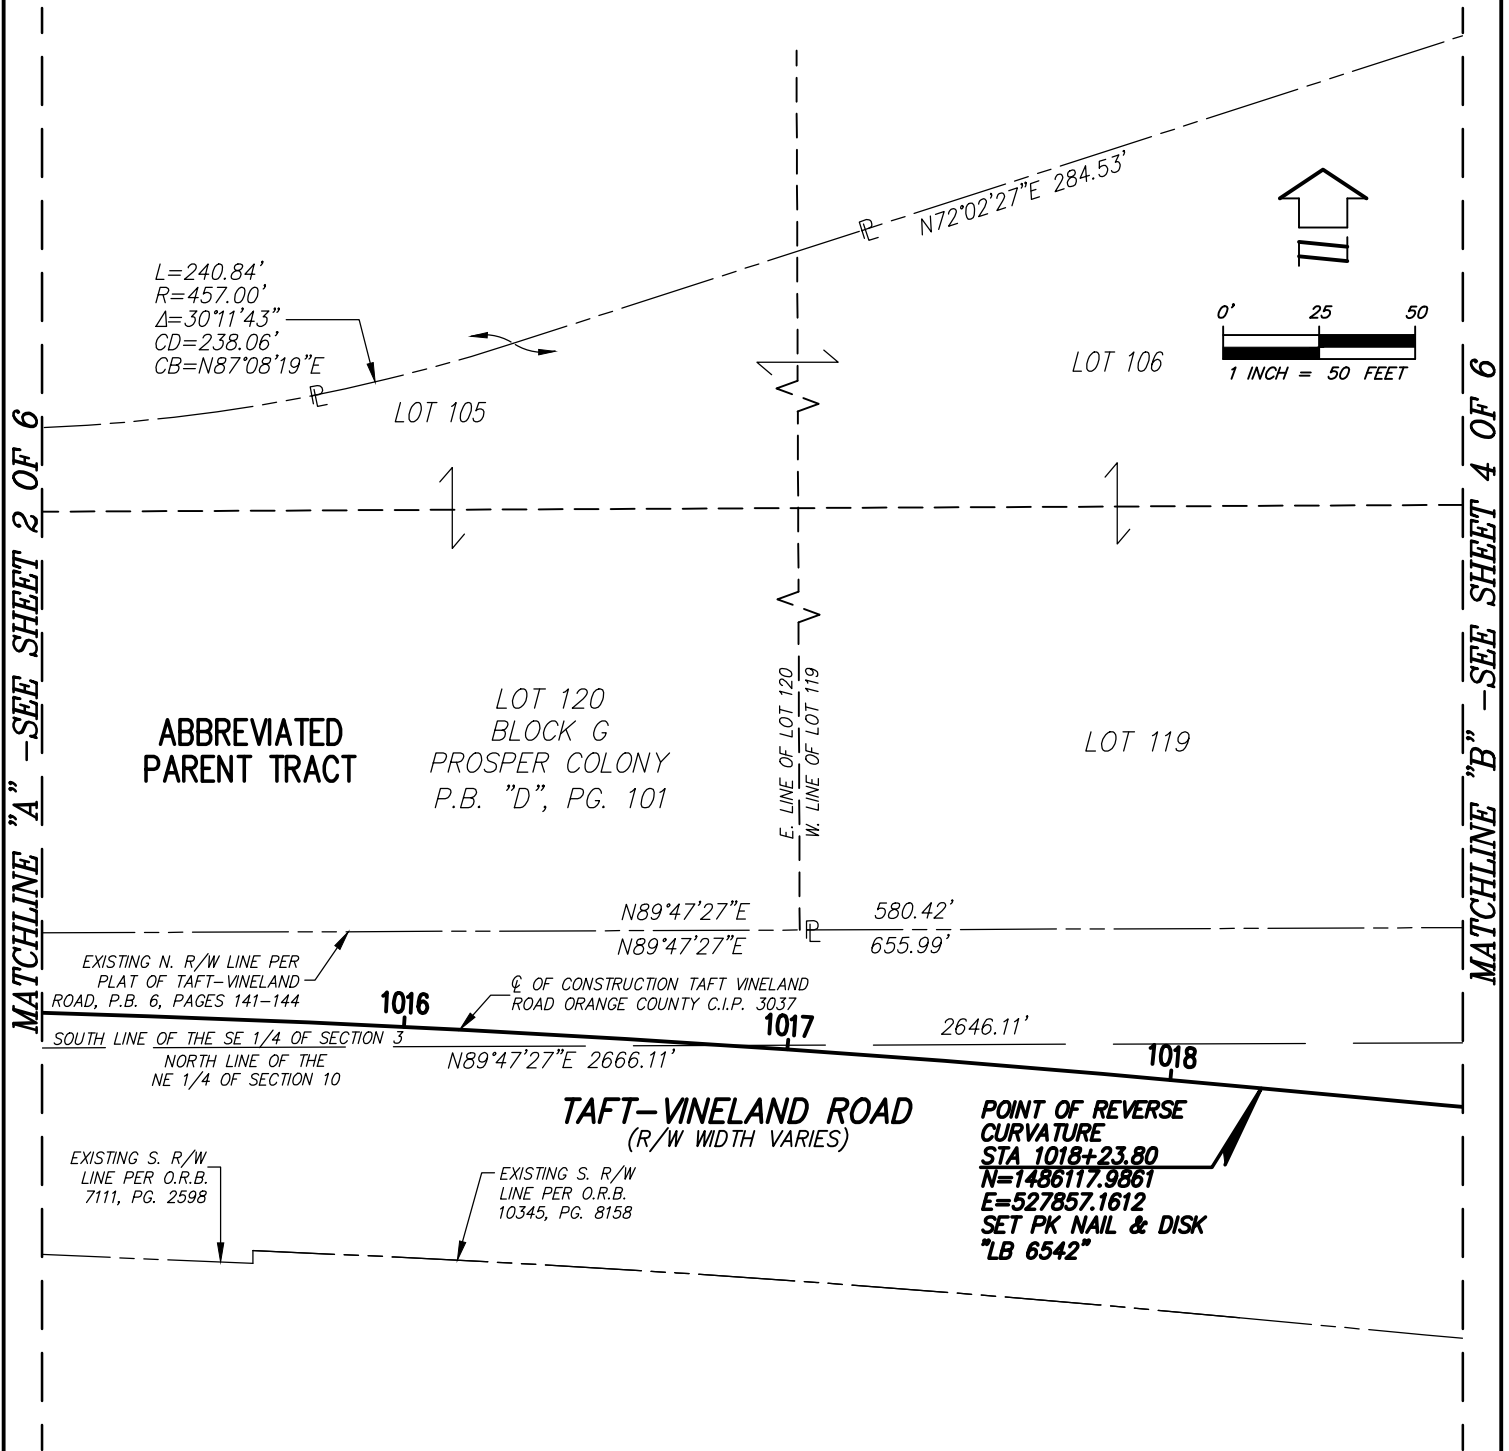 N72°02'27"E 284.53'
L=240.84'
R=457.00'
Δ=30°11'43"
CD=238.06'
CB=N87°08'19"E
0' 25 50
1 INCH = 50 FEET
LOT 105
LOT 106
MATCHLINE "A" -SEE SHEET 2 OF 6
MATCHLINE "B" -SEE SHEET 4 OF 6
ABBREVIATED
PARENT TRACT
LOT 120
BLOCK G
PROSPER COLONY
P.B. "D", PG. 101
E. LINE OF LOT 120
W. LINE OF LOT 119
LOT 119
N89°47'27"E 580.42'
N89°47'27"E 655.99'
EXISTING N. R/W LINE PER
PLAT OF TAFT-VINELAND
ROAD, P.B. 6, PAGES 141-144
℄ OF CONSTRUCTION TAFT VINELAND
ROAD ORANGE COUNTY C.I.P. 3037
1016
1017
1018
SOUTH LINE OF THE SE 1/4 OF SECTION 3
2646.11'
NORTH LINE OF THE
NE 1/4 OF SECTION 10
N89°47'27"E 2666.11'
TAFT-VINELAND ROAD
(R/W WIDTH VARIES)
POINT OF REVERSE
CURVATURE
STA 1018+23.80
N=1486117.9861
E=527857.1612
SET PK NAIL & DISK
"LB 6542"
EXISTING S. R/W
LINE PER O.R.B.
7111, PG. 2598
EXISTING S. R/W
LINE PER O.R.B.
10345, PG. 8158